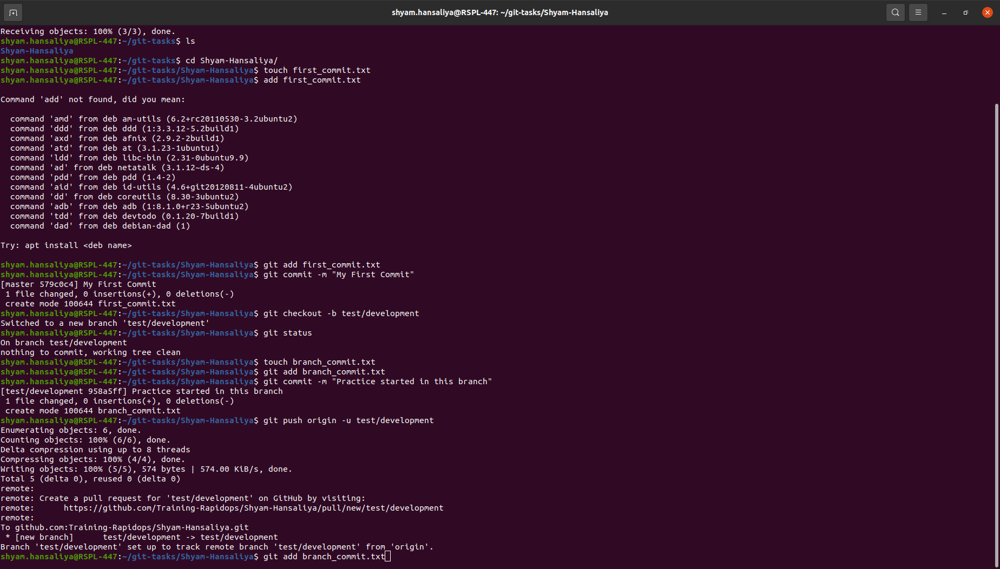 shyam.hansaliya@RSPL-447: ~/git-tasks/Shyam-Hansaliya
Receiving objects: 100% (3/3), done.
shyam.hansaliya@RSPL-447:~/git-tasks$ ls
Shyam-Hansaliya
shyam.hansaliya@RSPL-447:~/git-tasks$ cd Shyam-Hansaliya/
shyam.hansaliya@RSPL-447:~/git-tasks/Shyam-Hansaliya$ touch first_commit.txt
shyam.hansaliya@RSPL-447:~/git-tasks/Shyam-Hansaliya$ add first_commit.txt
Command 'add' not found, did you mean:
command 'amd' from deb am-utils (6.2+rc20110530-3.2ubuntu2)
command 'ddd' from deb ddd (1:3.3.12-5.2build1)
command 'axd' from deb afnix (2.9.2-2build1)
command 'atd' from deb at (3.1.23-1ubuntu1)
command 'ldd' from deb libc-bin (2.31-0ubuntu9.9)
command 'ad' from deb netatalk (3.1.12~ds-4)
command 'pdd' from deb pdd (1.4-2)
command 'aid' from deb id-utils (4.6+git20120811-4ubuntu2)
command 'dd' from deb coreutils (8.30-3ubuntu2)
command 'adb' from deb adb (1:8.1.0+r23-5ubuntu2)
command 'tdd' from deb devtodo (0.1.20-7build1)
command 'dad' from deb debian-dad (1)
Try: apt install <deb name>
shyam.hansaliya@RSPL-447:~/git-tasks/Shyam-Hansaliya$ git add first_commit.txt
shyam.hansaliya@RSPL-447:~/git-tasks/Shyam-Hansaliya$ git commit -m "My First Commit"
[master 579c0c4] My First Commit
1 file changed, 0 insertions(+), 0 deletions(-)
create mode 100644 first_commit.txt
shyam.hansaliya@RSPL-447:~/git-tasks/Shyam-Hansaliya$ git checkout -b test/development
Switched to a new branch 'test/development'
shyam.hansaliya@RSPL-447:~/git-tasks/Shyam-Hansaliya$ git status
On branch test/development
nothing to commit, working tree clean
shyam.hansaliya@RSPL-447:~/git-tasks/Shyam-Hansaliya$ touch branch_commit.txt
shyam.hansaliya@RSPL-447:~/git-tasks/Shyam-Hansaliya$ git add branch_commit.txt
shyam.hansaliya@RSPL-447:~/git-tasks/Shyam-Hansaliya$ git commit -m "Practice started in this branch"
[test/development 958a5ff] Practice started in this branch
1 file changed, 0 insertions(+), 0 deletions(-)
create mode 100644 branch_commit.txt
shyam.hansaliya@RSPL-447:~/git-tasks/Shyam-Hansaliya$ git push origin -u test/development
Enumerating objects: 6, done.
Counting objects: 100% (6/6), done.
Delta compression using up to 8 threads
Compressing objects: 100% (4/4), done.
Writing objects: 100% (5/5), 574 bytes | 574.00 KiB/s, done.
Total 5 (delta 0), reused 0 (delta 0)
remote:
remote: Create a pull request for 'test/development' on GitHub by visiting:
remote:      https://github.com/Training-Rapidops/Shyam-Hansaliya/pull/new/test/development
remote:
To github.com:Training-Rapidops/Shyam-Hansaliya.git
* [new branch]      test/development -> test/development
Branch 'test/development' set up to track remote branch 'test/development' from 'origin'.
shyam.hansaliya@RSPL-447:~/git-tasks/Shyam-Hansaliya$ git add branch_commit.txt